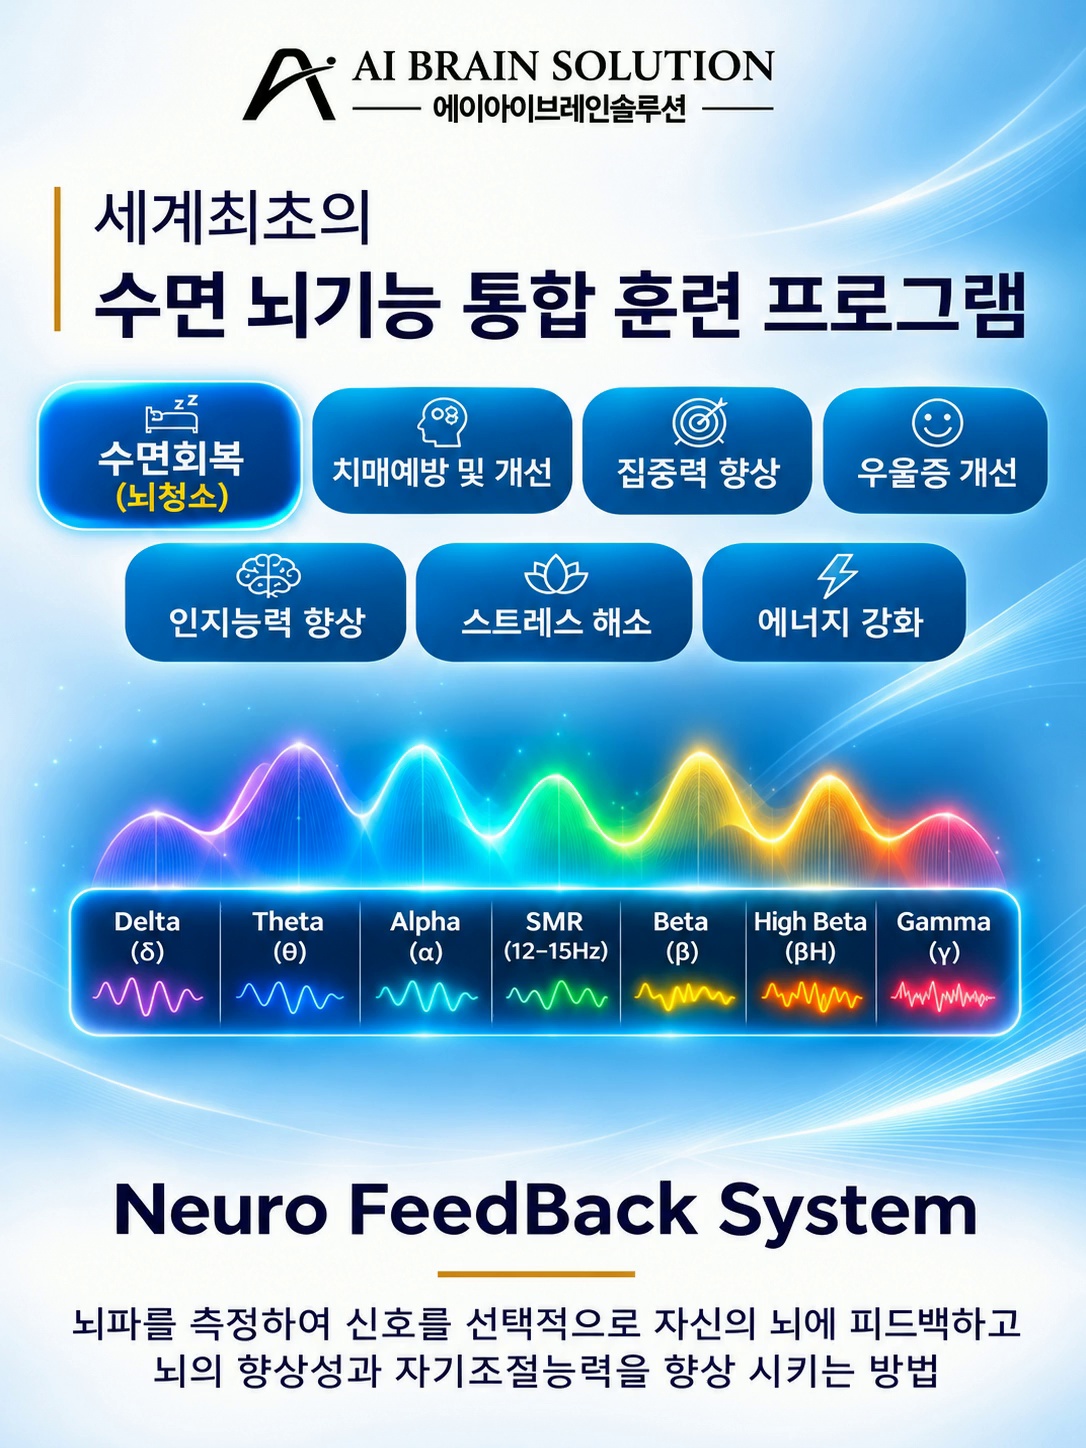 AI BRAIN SOLUTION
에이아이브레인솔루션
세계최초의
수면 뇌기능 통합 훈련 프로그램
zz
수면회복
(뇌청소)
치매예방 및 개선
집중력 향상
우울증 개선
인지능력 향상
스트레스 해소
에너지 강화
Delta
(δ)
Theta
(θ)
Alpha
(α)
SMR
(12–15Hz)
Beta
(β)
High Beta
(βH)
Gamma
(γ)
Neuro FeedBack System
뇌파를 측정하여 신호를 선택적으로 자신의 뇌에 피드백하고
뇌의 향상성과 자기조절능력을 향상 시키는 방법